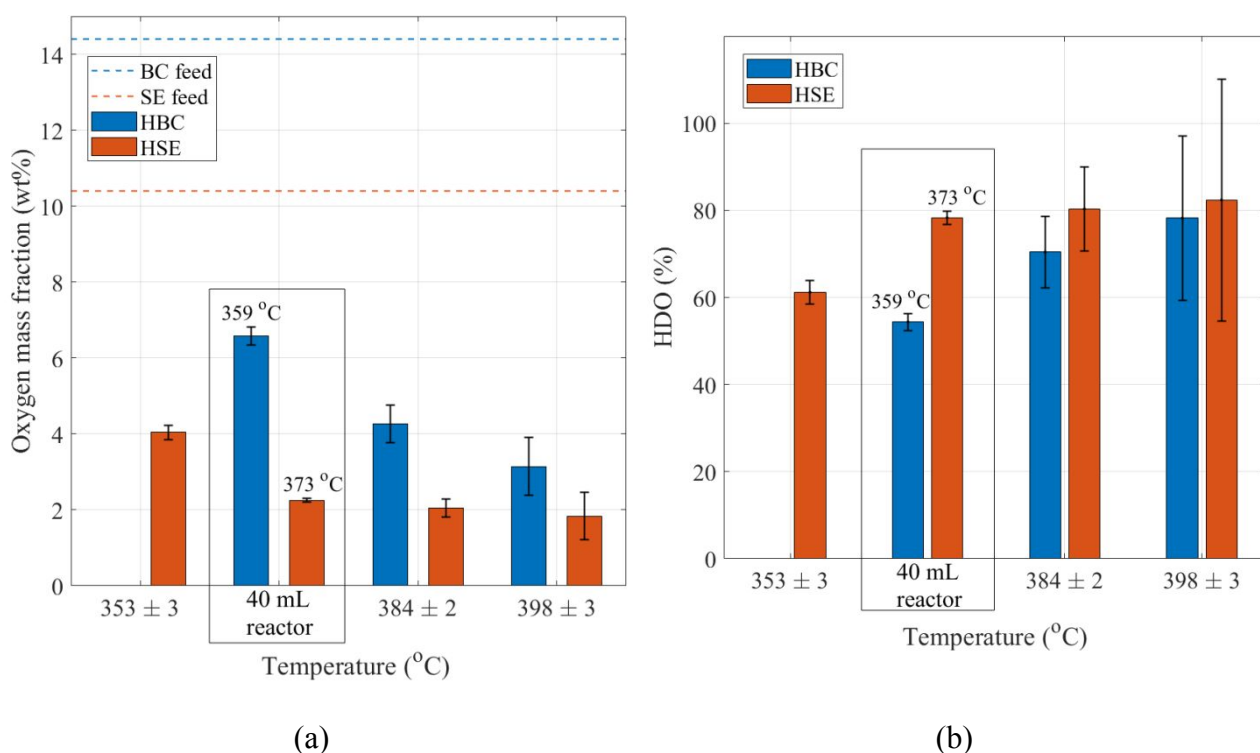 Oxygen mass fraction (wt%)
14
12
10
8
6
4
2
0
BC feed
SE feed
HBC
HSE
359 °C
373 °C
353 ± 3
40 mL
reactor
384 ± 2
398 ± 3
Temperature (°C)
(a)
HDO (%)
100
80
60
40
20
0
HBC
HSE
373 °C
359 °C
353 ± 3
40 mL
reactor
384 ± 2
398 ± 3
Temperature (°C)
(b)